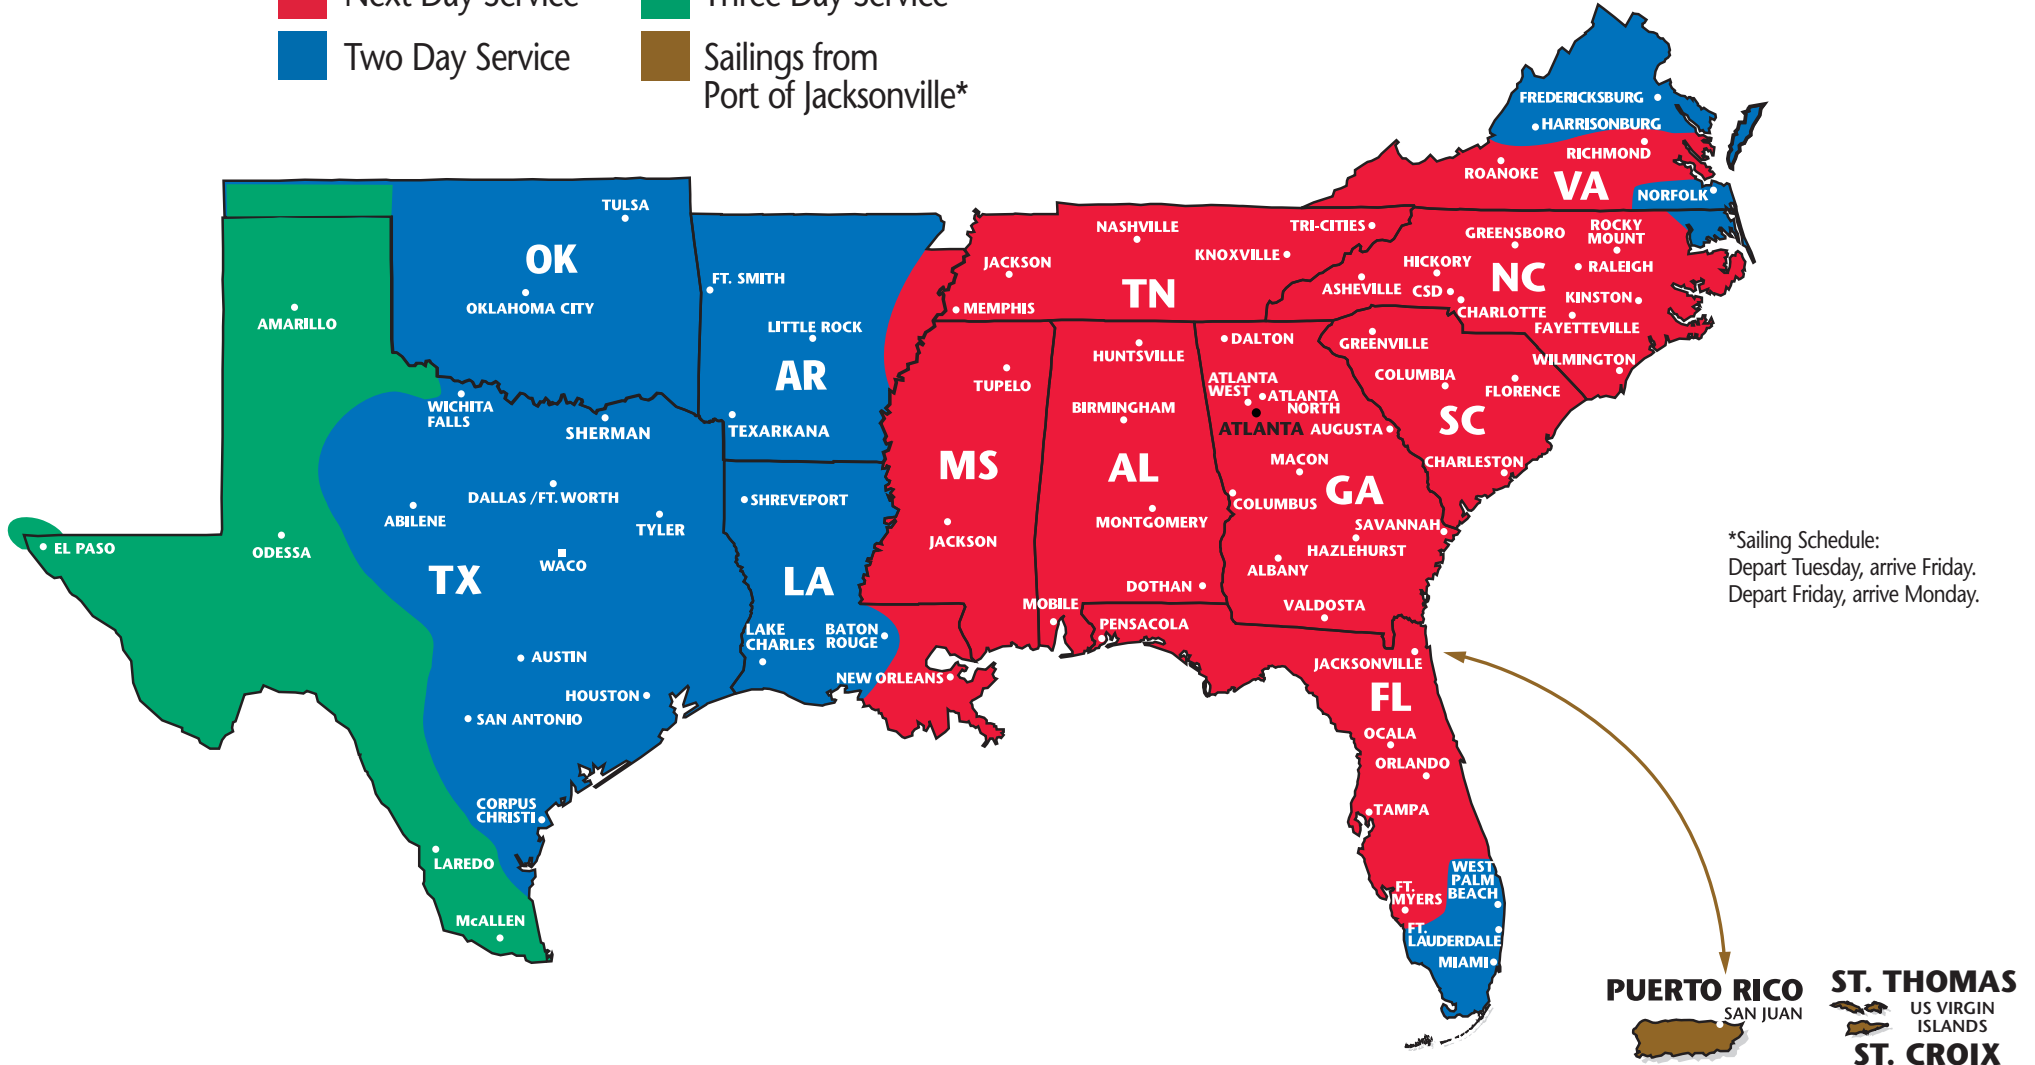 Next Day Service
Three Day Service
Two Day Service
Sailings from
Port of Jacksonville*
FREDERICKSBURG
HARRISONBURG
RICHMOND
ROANOKE
VA
NORFOLK
TULSA
OK
OKLAHOMA CITY
AMARILLO
FT. SMITH
LITTLE ROCK
AR
TEXARKANA
NASHVILLE
TRI-CITIES
KNOXVILLE
JACKSON
TN
MEMPHIS
GREENSBORO
ROCKY
MOUNT
HICKORY
NC
RALEIGH
ASHEVILLE
CSD
KINSTON
CHARLOTTE
FAYETTEVILLE
WILMINGTON
DALTON
GREENVILLE
COLUMBIA
FLORENCE
SC
CHARLESTON
HUNTSVILLE
TUPELO
BIRMINGHAM
ATLANTA
WEST
ATLANTA
NORTH
ATLANTA
AUGUSTA
MS
AL
MACON
GA
COLUMBUS
MONTGOMERY
SAVANNAH
JACKSON
HAZLEHURST
ALBANY
DOTHAN
VALDOSTA
MOBILE
PENSACOLA
WICHITA
FALLS
SHERMAN
DALLAS /FT. WORTH
ABILENE
TYLER
EL PASO
ODESSA
WACO
TX
SHREVEPORT
LA
LAKE
CHARLES
BATON
ROUGE
NEW ORLEANS
AUSTIN
HOUSTON
SAN ANTONIO
CORPUS
CHRISTI
LAREDO
McALLEN
JACKSONVILLE
FL
OCALA
ORLANDO
TAMPA
WEST
PALM
BEACH
FT.
MYERS
FT.
LAUDERDALE
MIAMI
*Sailing Schedule:
Depart Tuesday, arrive Friday.
Depart Friday, arrive Monday.
PUERTO RICO
SAN JUAN
ST. THOMAS
US VIRGIN
ISLANDS
ST. CROIX